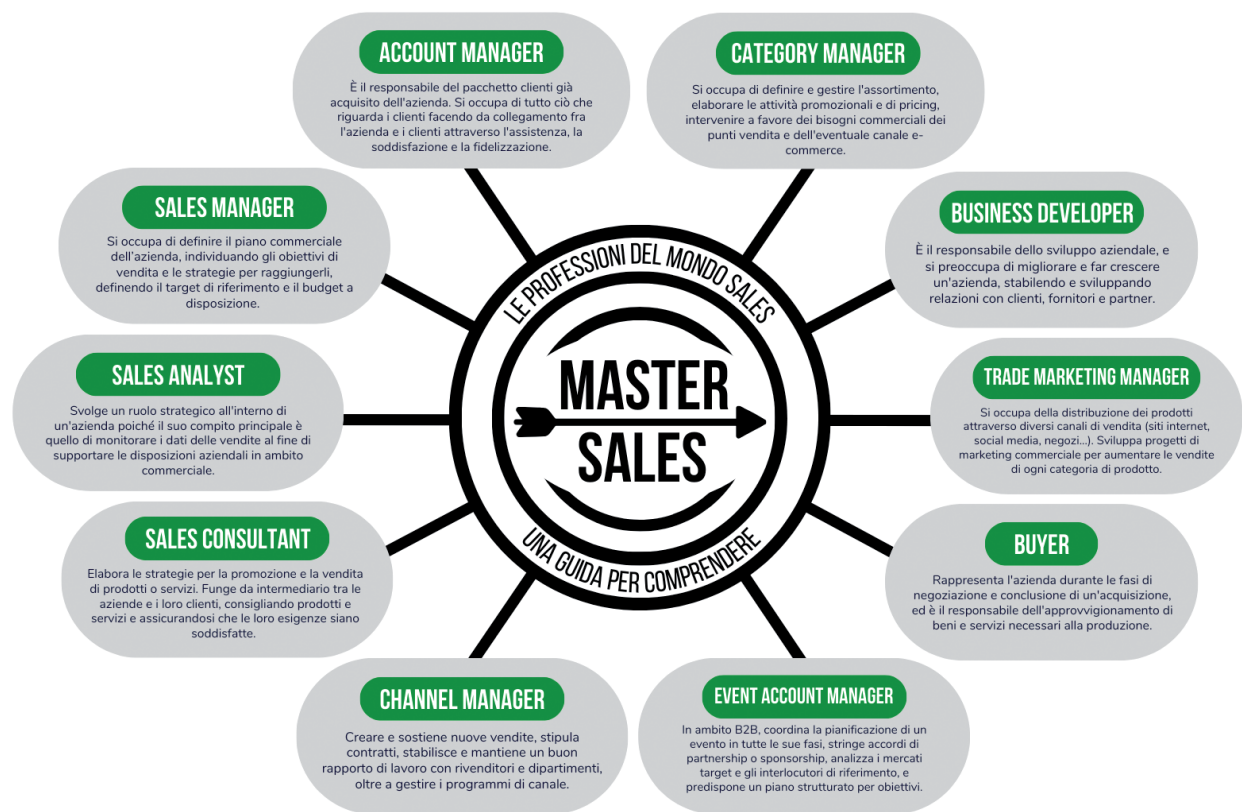 ACCOUNT MANAGER
È il responsabile del pacchetto clienti già
acquisito dell'azienda. Si occupa di tutto ciò che
riguarda i clienti facendo da collegamento fra
l'azienda e i clienti attraverso l'assistenza, la
soddisfazione e la fidelizzazione.
CATEGORY MANAGER
Si occupa di definire e gestire l'assortimento,
elaborare le attività promozionali e di pricing,
intervenire a favore dei bisogni commerciali dei
punti vendita e dell'eventuale canale e-
commerce.
SALES MANAGER
Si occupa di definire il piano commerciale
dell'azienda, individuando gli obiettivi di
vendita e le strategie per raggiungerli,
definendo il target di riferimento e il budget a
disposizione.
BUSINESS DEVELOPER
È il responsabile dello sviluppo aziendale, e
si preoccupa di migliorare e far crescere
un'azienda, stabilendo e sviluppando
relazioni con clienti, fornitori e partner.
LE PROFESSIONI DEL MONDO SALES
MASTER
SALES
UNA GUIDA PER COMPRENDERE
SALES ANALYST
Svolge un ruolo strategico all'interno di
un'azienda poiché il suo compito principale è
quello di monitorare i dati delle vendite al fine di
supportare le disposizioni aziendali in ambito
commerciale.
TRADE MARKETING MANAGER
Si occupa della distribuzione dei prodotti
attraverso diversi canali di vendita (siti internet,
social media, negozi...). Sviluppa progetti di
marketing commerciale per aumentare le vendite
di ogni categoria di prodotto.
SALES CONSULTANT
Elabora le strategie per la promozione e la vendita
di prodotti o servizi. Funge da intermediario tra le
aziende e i loro clienti, consigliando prodotti e
servizi e assicurandosi che le loro esigenze siano
soddisfatte.
BUYER
Rappresenta l'azienda durante le fasi di
negoziazione e conclusione di un'acquisizione,
ed è il responsabile dell'approvvigionamento di
beni e servizi necessari alla produzione.
CHANNEL MANAGER
Creare e sostiene nuove vendite, stipula
contratti, stabilisce e mantiene un buon
rapporto di lavoro con rivenditori e dipartimenti,
oltre a gestire i programmi di canale.
EVENT ACCOUNT MANAGER
In ambito B2B, coordina la pianificazione di un
evento in tutte le sue fasi, stringe accordi di
partnership o sponsorship, analizza i mercati
target e gli interlocutori di riferimento, e
predispone un piano strutturato per obiettivi.